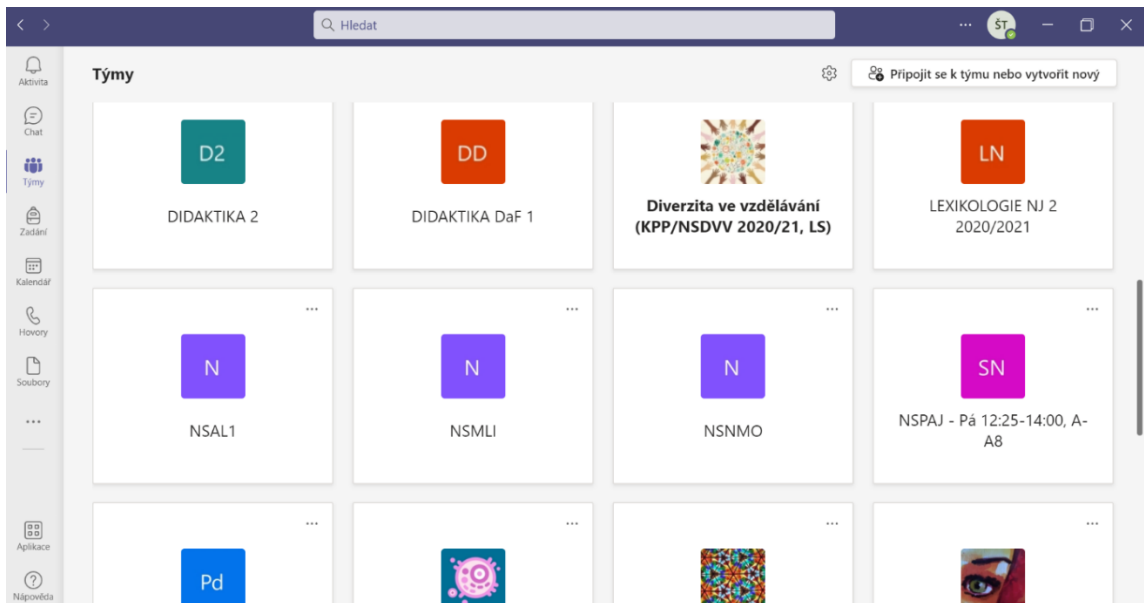 Hledat
ŠT
Aktivita
Chat
Týmy
Zadání
Kalendář
Hovory
Soubory
Aplikace
Nápověda
Týmy
Připojit se k týmu nebo vytvořit nový
D2
DIDAKTIKA 2
DD
DIDAKTIKA DaF 1
Diverzita ve vzdělávání
(KPP/NSDVV 2020/21, LS)
LN
LEXIKOLOGIE NJ 2
2020/2021
N
NSAL1
N
NSMLI
N
NSNMO
SN
NSPAJ - Pá 12:25-14:00, A-
A8
Pd